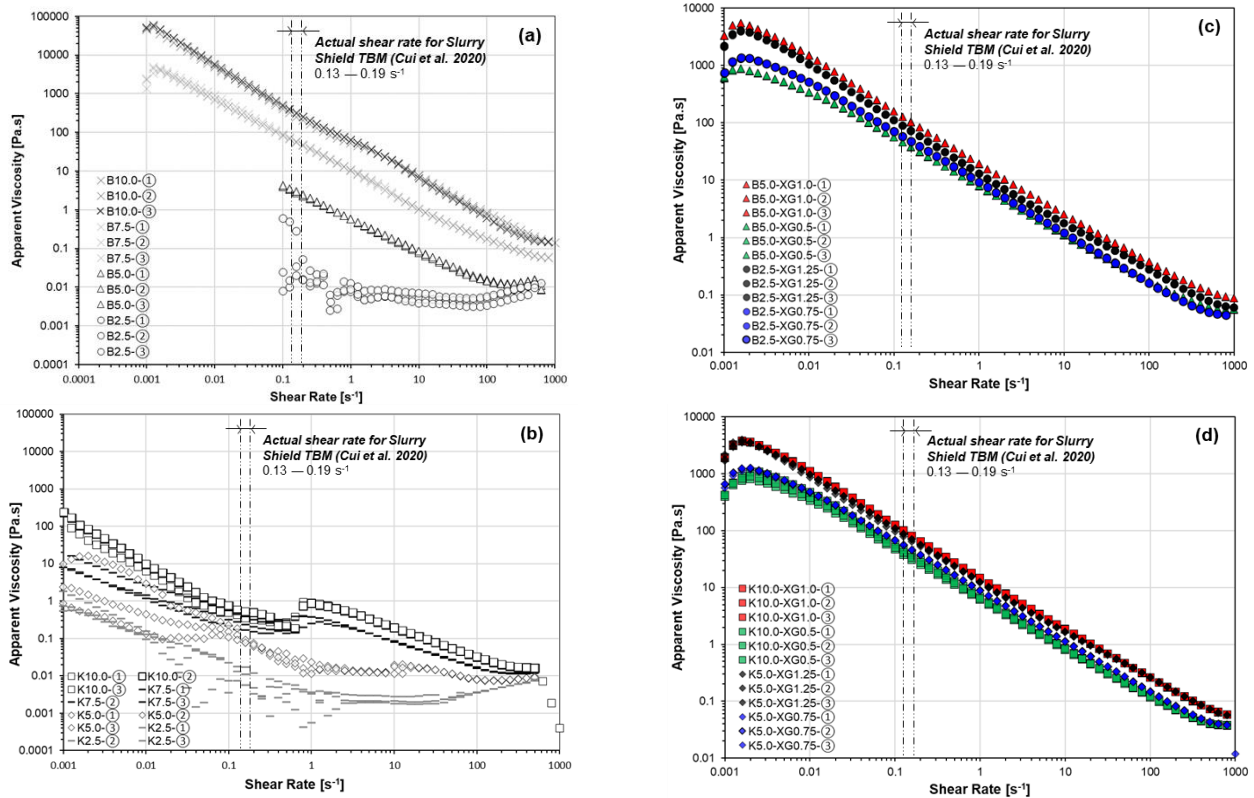 (a)
100000
10000
1000
100
10
1
0.1
0.01
0.001
0.0001
Apparent Viscosity [Pa.s]
Actual shear rate for Slurry
Shield TBM (Cui et al. 2020)
0.13 — 0.19 s⁻¹
B10.0-①
B10.0-②
B10.0-③
B7.5-①
B7.5-②
B7.5-③
B5.0-①
B5.0-②
B5.0-③
B2.5-①
B2.5-②
B2.5-③
0.0001 0.001 0.01 0.1 1 10 100 1000
Shear Rate [s⁻¹]
(c)
100000
10000
1000
100
10
1
0.1
0.01
Apparent Viscosity [Pa.s]
Actual shear rate for Slurry
Shield TBM (Cui et al. 2020)
0.13 — 0.19 s⁻¹
B5.0-XG1.0-①
B5.0-XG1.0-②
B5.0-XG1.0-③
B5.0-XG0.5-①
B5.0-XG0.5-②
B5.0-XG0.5-③
B2.5-XG1.25-①
B2.5-XG1.25-②
B2.5-XG1.25-③
B2.5-XG0.75-①
B2.5-XG0.75-②
B2.5-XG0.75-③
0.001 0.01 0.1 1 10 100 1000
Shear Rate [s⁻¹]
(b)
100000
10000
1000
100
10
1
0.1
0.01
0.001
0.0001
Apparent Viscosity [Pa.s]
Actual shear rate for Slurry
Shield TBM (Cui et al. 2020)
0.13 — 0.19 s⁻¹
K10.0-① K10.0-②
K10.0-③ K7.5-①
K7.5-② K7.5-③
K5.0-① K5.0-②
K5.0-③ K2.5-①
K2.5-② K2.5-③
0.001 0.01 0.1 1 10 100 1000
Shear Rate [s⁻¹]
(d)
10000
1000
100
10
1
0.1
0.01
Apparent Viscosity [Pa.s]
Actual shear rate for Slurry
Shield TBM (Cui et al. 2020)
0.13 — 0.19 s⁻¹
K10.0-XG1.0-①
K10.0-XG1.0-②
K10.0-XG1.0-③
K10.0-XG0.5-①
K10.0-XG0.5-②
K10.0-XG0.5-③
K5.0-XG1.25-①
K5.0-XG1.25-②
K5.0-XG1.25-③
K5.0-XG0.75-①
K5.0-XG0.75-②
K5.0-XG0.75-③
0.001 0.01 0.1 1 10 100 1000
Shear Rate [s⁻¹]